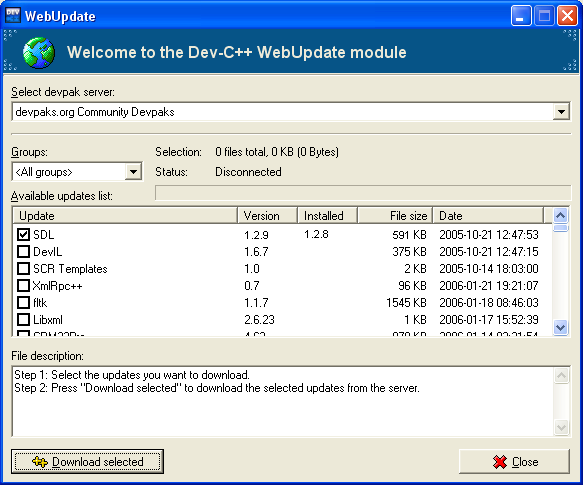 WebUpdate
Welcome to the Dev-C++ WebUpdate module
Select devpak server:
devpaks.org Community Devpaks
Groups: Selection: 0 files total, 0 KB (0 Bytes)
<All groups> Status: Disconnected
Available updates list:
Update Version Installed File size Date
SDL 1.2.9 1.2.8 591 KB 2005-10-21 12:47:53
DevIL 1.6.7 375 KB 2005-10-21 12:47:15
SCR Templates 1.0 2 KB 2005-10-14 18:03:00
XmlRpc++ 0.7 96 KB 2006-01-21 19:21:07
fltk 1.1.7 1545 KB 2006-01-18 08:46:03
Libxml 2.6.23 1 KB 2006-01-17 15:52:39
File description:
Step 1: Select the updates you want to download.
Step 2: Press "Download selected" to download the selected updates from the server.
Download selected Close